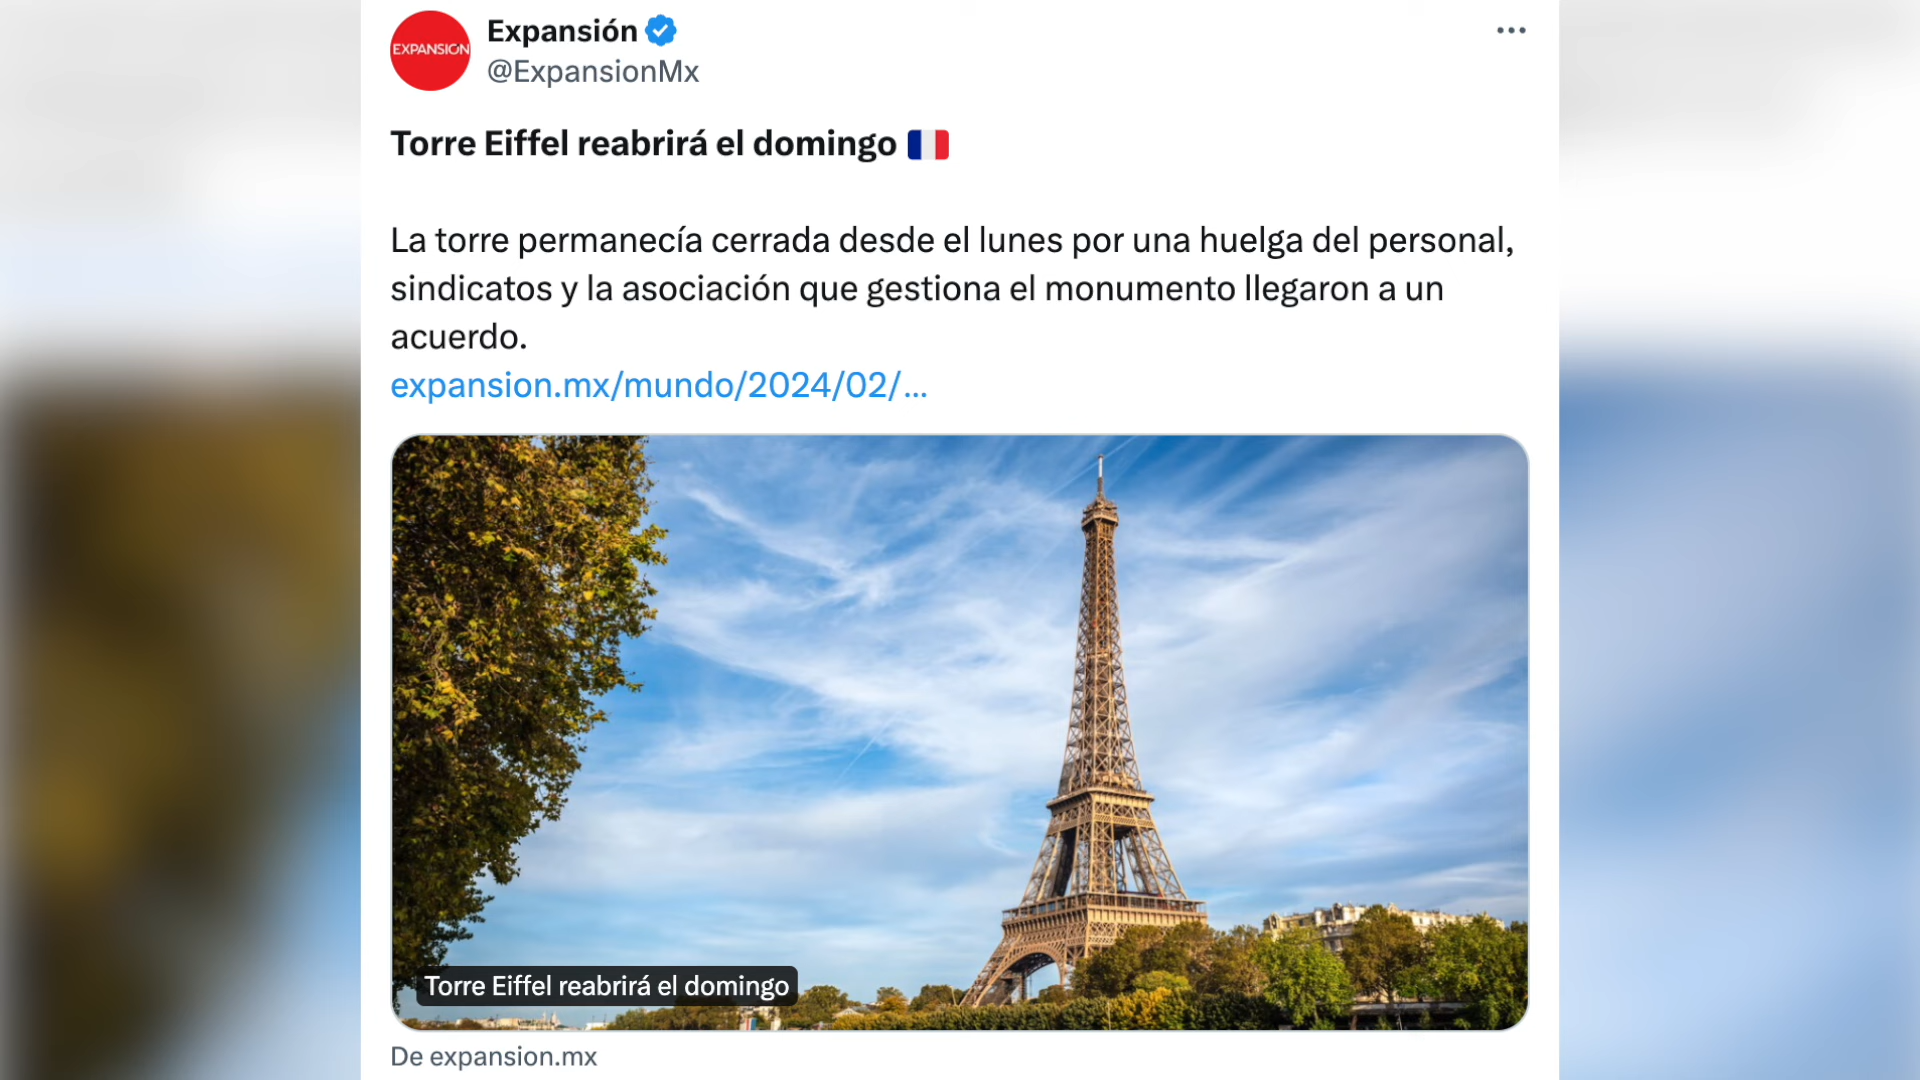 EXPANSIÓN
Expansión
@ExpansionMx
Torre Eiffel reabrirá el domingo
La torre permanecía cerrada desde el lunes por una huelga del personal,
sindicatos y la asociación que gestiona el monumento llegaron a un
acuerdo.
expansion.mx/mundo/2024/02/…
Torre Eiffel reabrirá el domingo
De expansion.mx